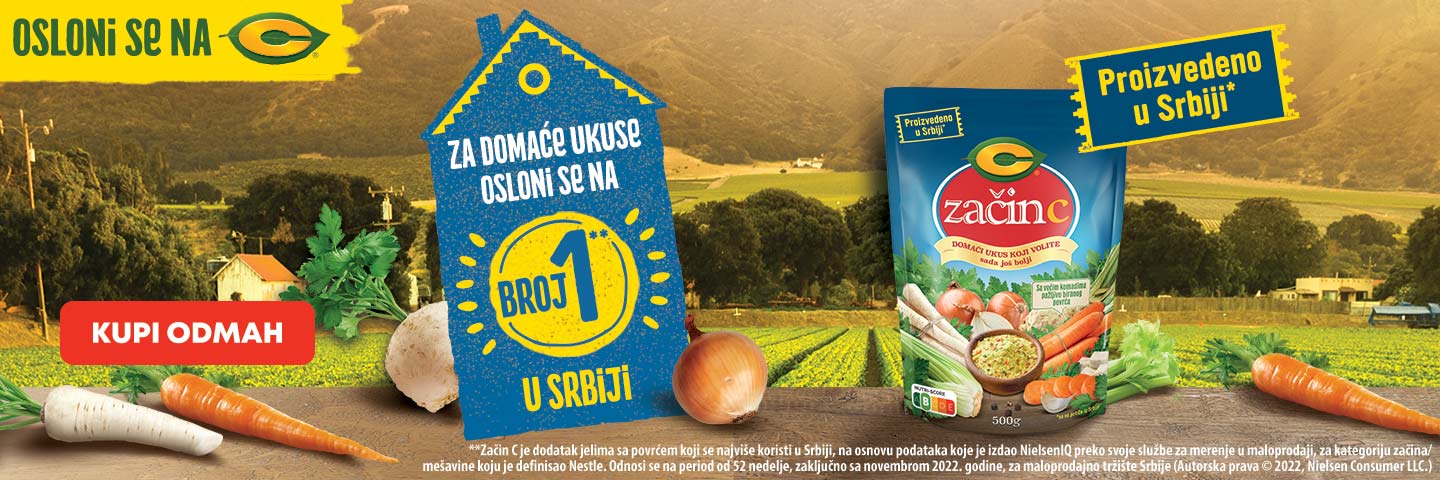 OSLONi Se NA C
ZA DOMAĆe UKUSe
OSLONi Se NA
BROJ 1**
U SRBiJi
KUPI ODMAH
Proizvedeno
u Srbiji*
Proizvedeno
u Srbiji*
C
začinc
DOMAĆI UKUS KOJI VOLITE
sada još bolji
Sa većim komadima
pažljivo biranog
povrća
NUTRI-SCORE
B D E
500g
**Začin C je dodatak jelima sa povrćem koji se najviše koristi u Srbiji, na osnovu podataka koje je izdao NielsenIQ preko svoje službe za merenje u maloprodaji, za kategoriju začina/
mešavine koju je definisao Nestle. Odnosi se na period od 52 nedelje, zaključno sa novembrom 2022. godine, za maloprodajno tržište Srbije (Autorska prava © 2022, Nielsen Consumer LLC.)